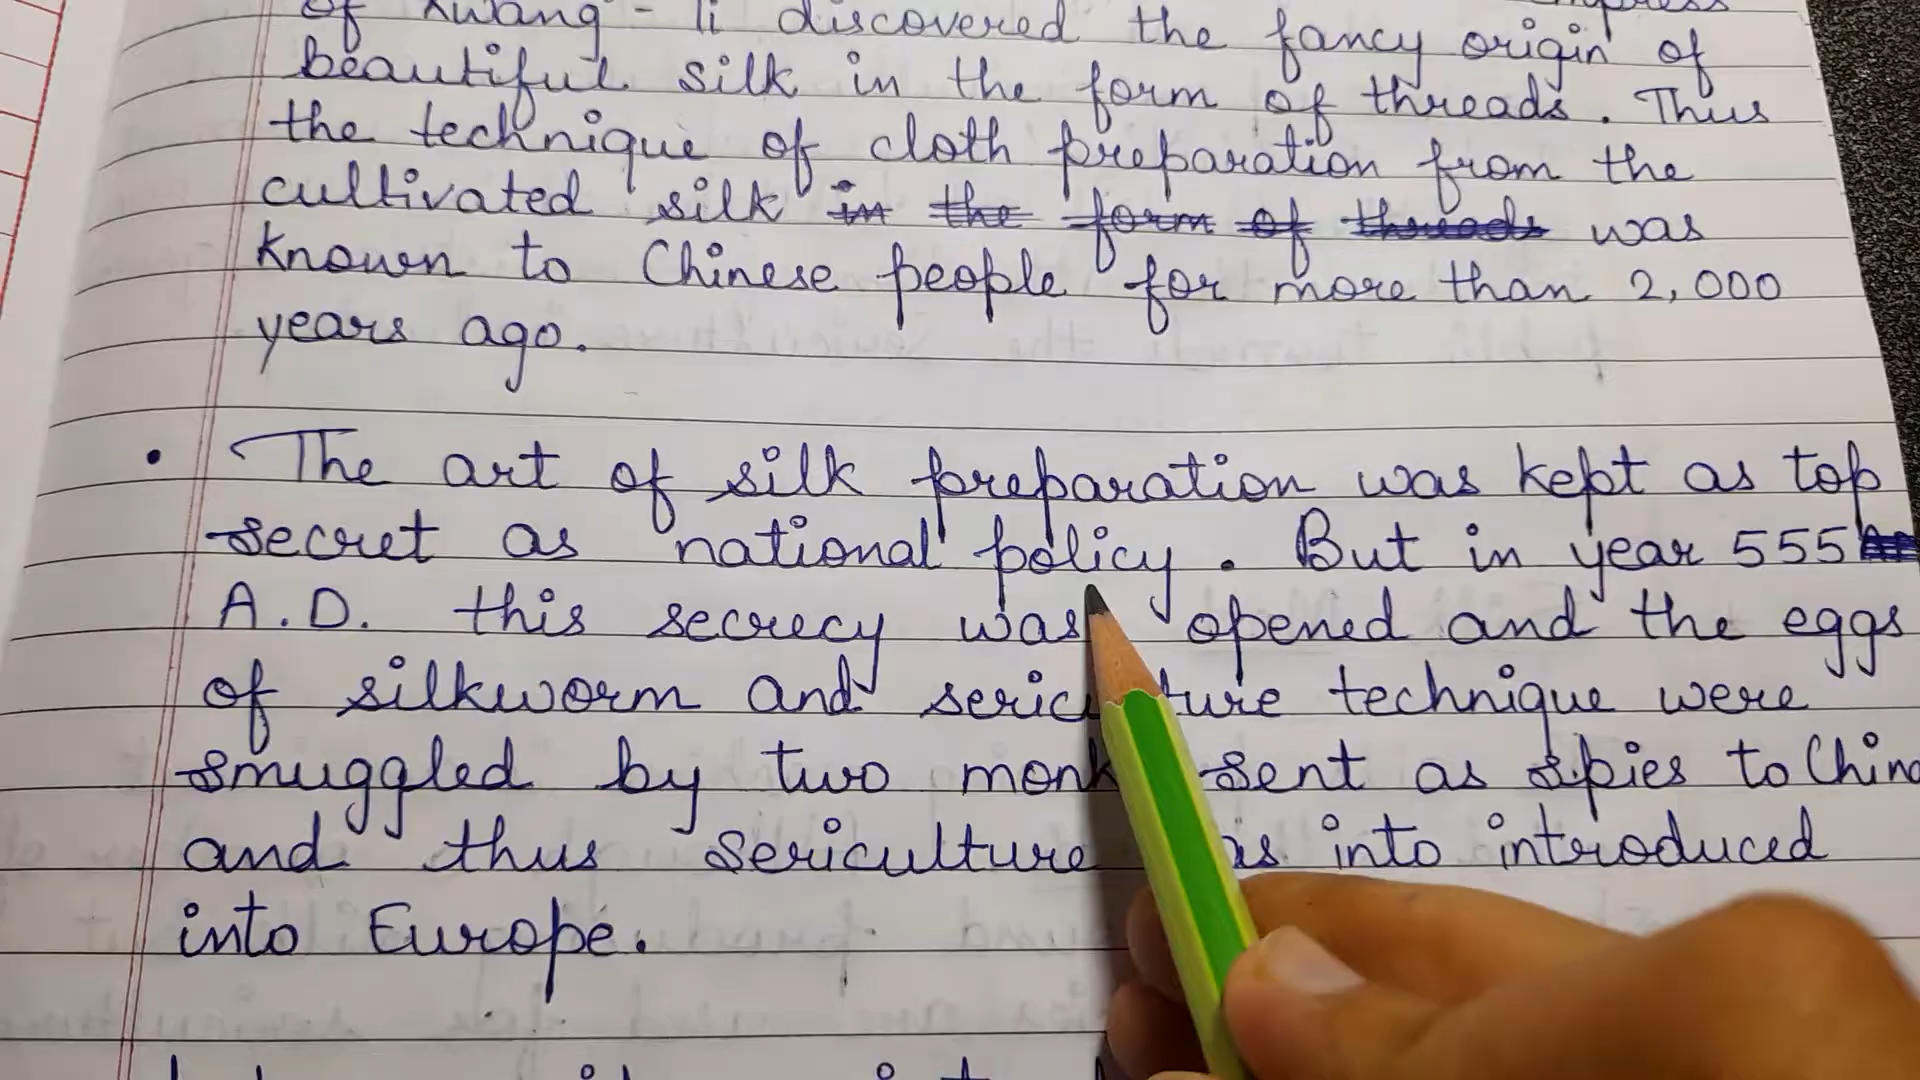 of Kwang-ti discovered the fancy origin of
beautiful silk in the form of threads. Thus
the technique of cloth preparation from the
cultivated silk in the form of threads was
known to Chinese people for more than 2,000
years ago.
• The art of silk preparation was kept as top
secret as national policy. But in year 555
A.D. this secrecy was opened and the eggs
of silkworm and technique were
smuggled by two sent as spies to China
and thus sericulture into introduced
into Europe.